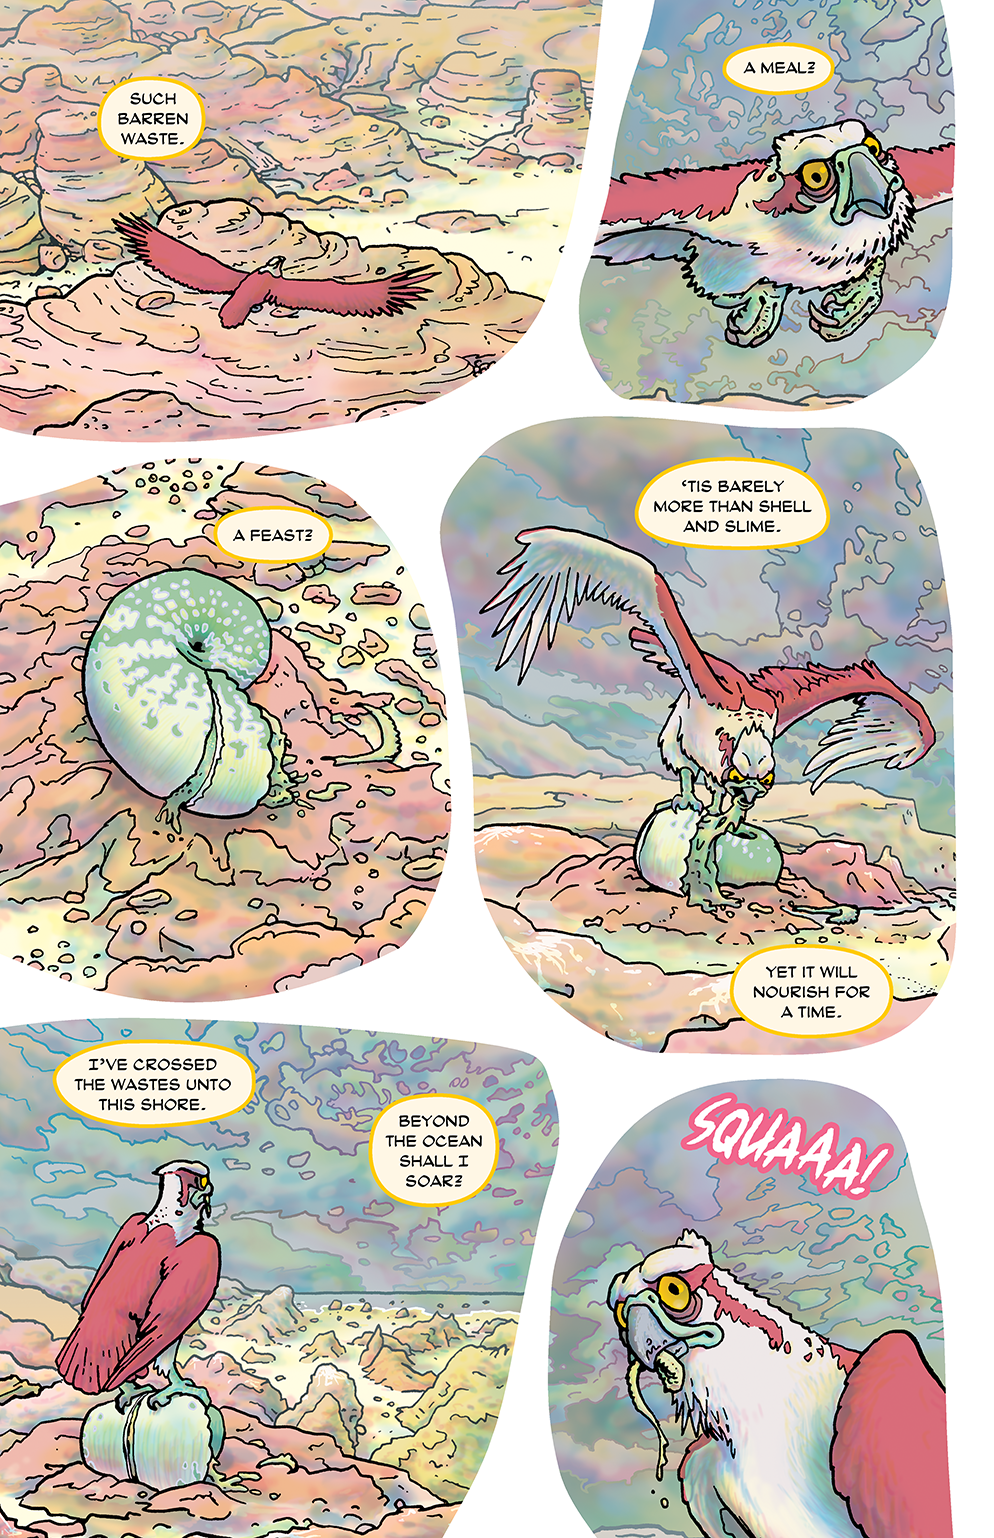 SUCH
BARREN
WASTE.
A MEAL?
A FEAST?
‘TIS BARELY
MORE THAN SHELL
AND SLIME.
YET IT WILL
NOURISH FOR
A TIME.
I’VE CROSSED
THE WASTES UNTO
THIS SHORE.
BEYOND
THE OCEAN
SHALL I
SOAR?
SQUAAA!